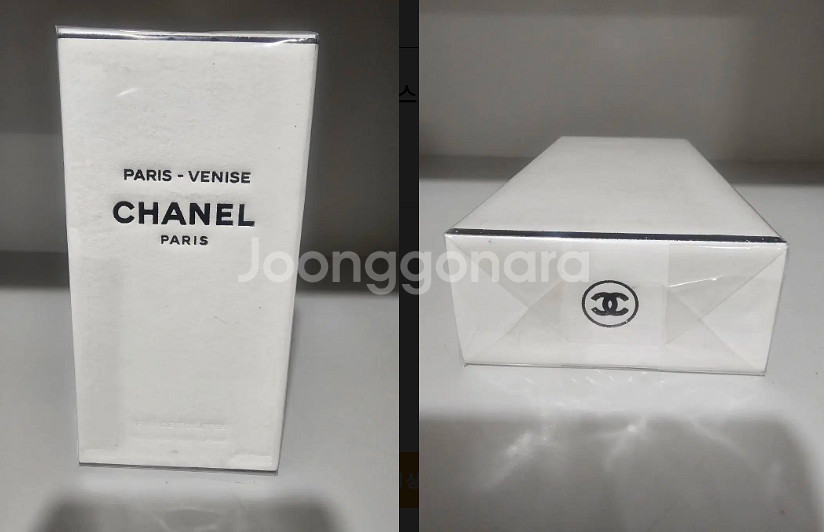 PARIS - VENISE
CHANEL
PARIS
Joonggonara